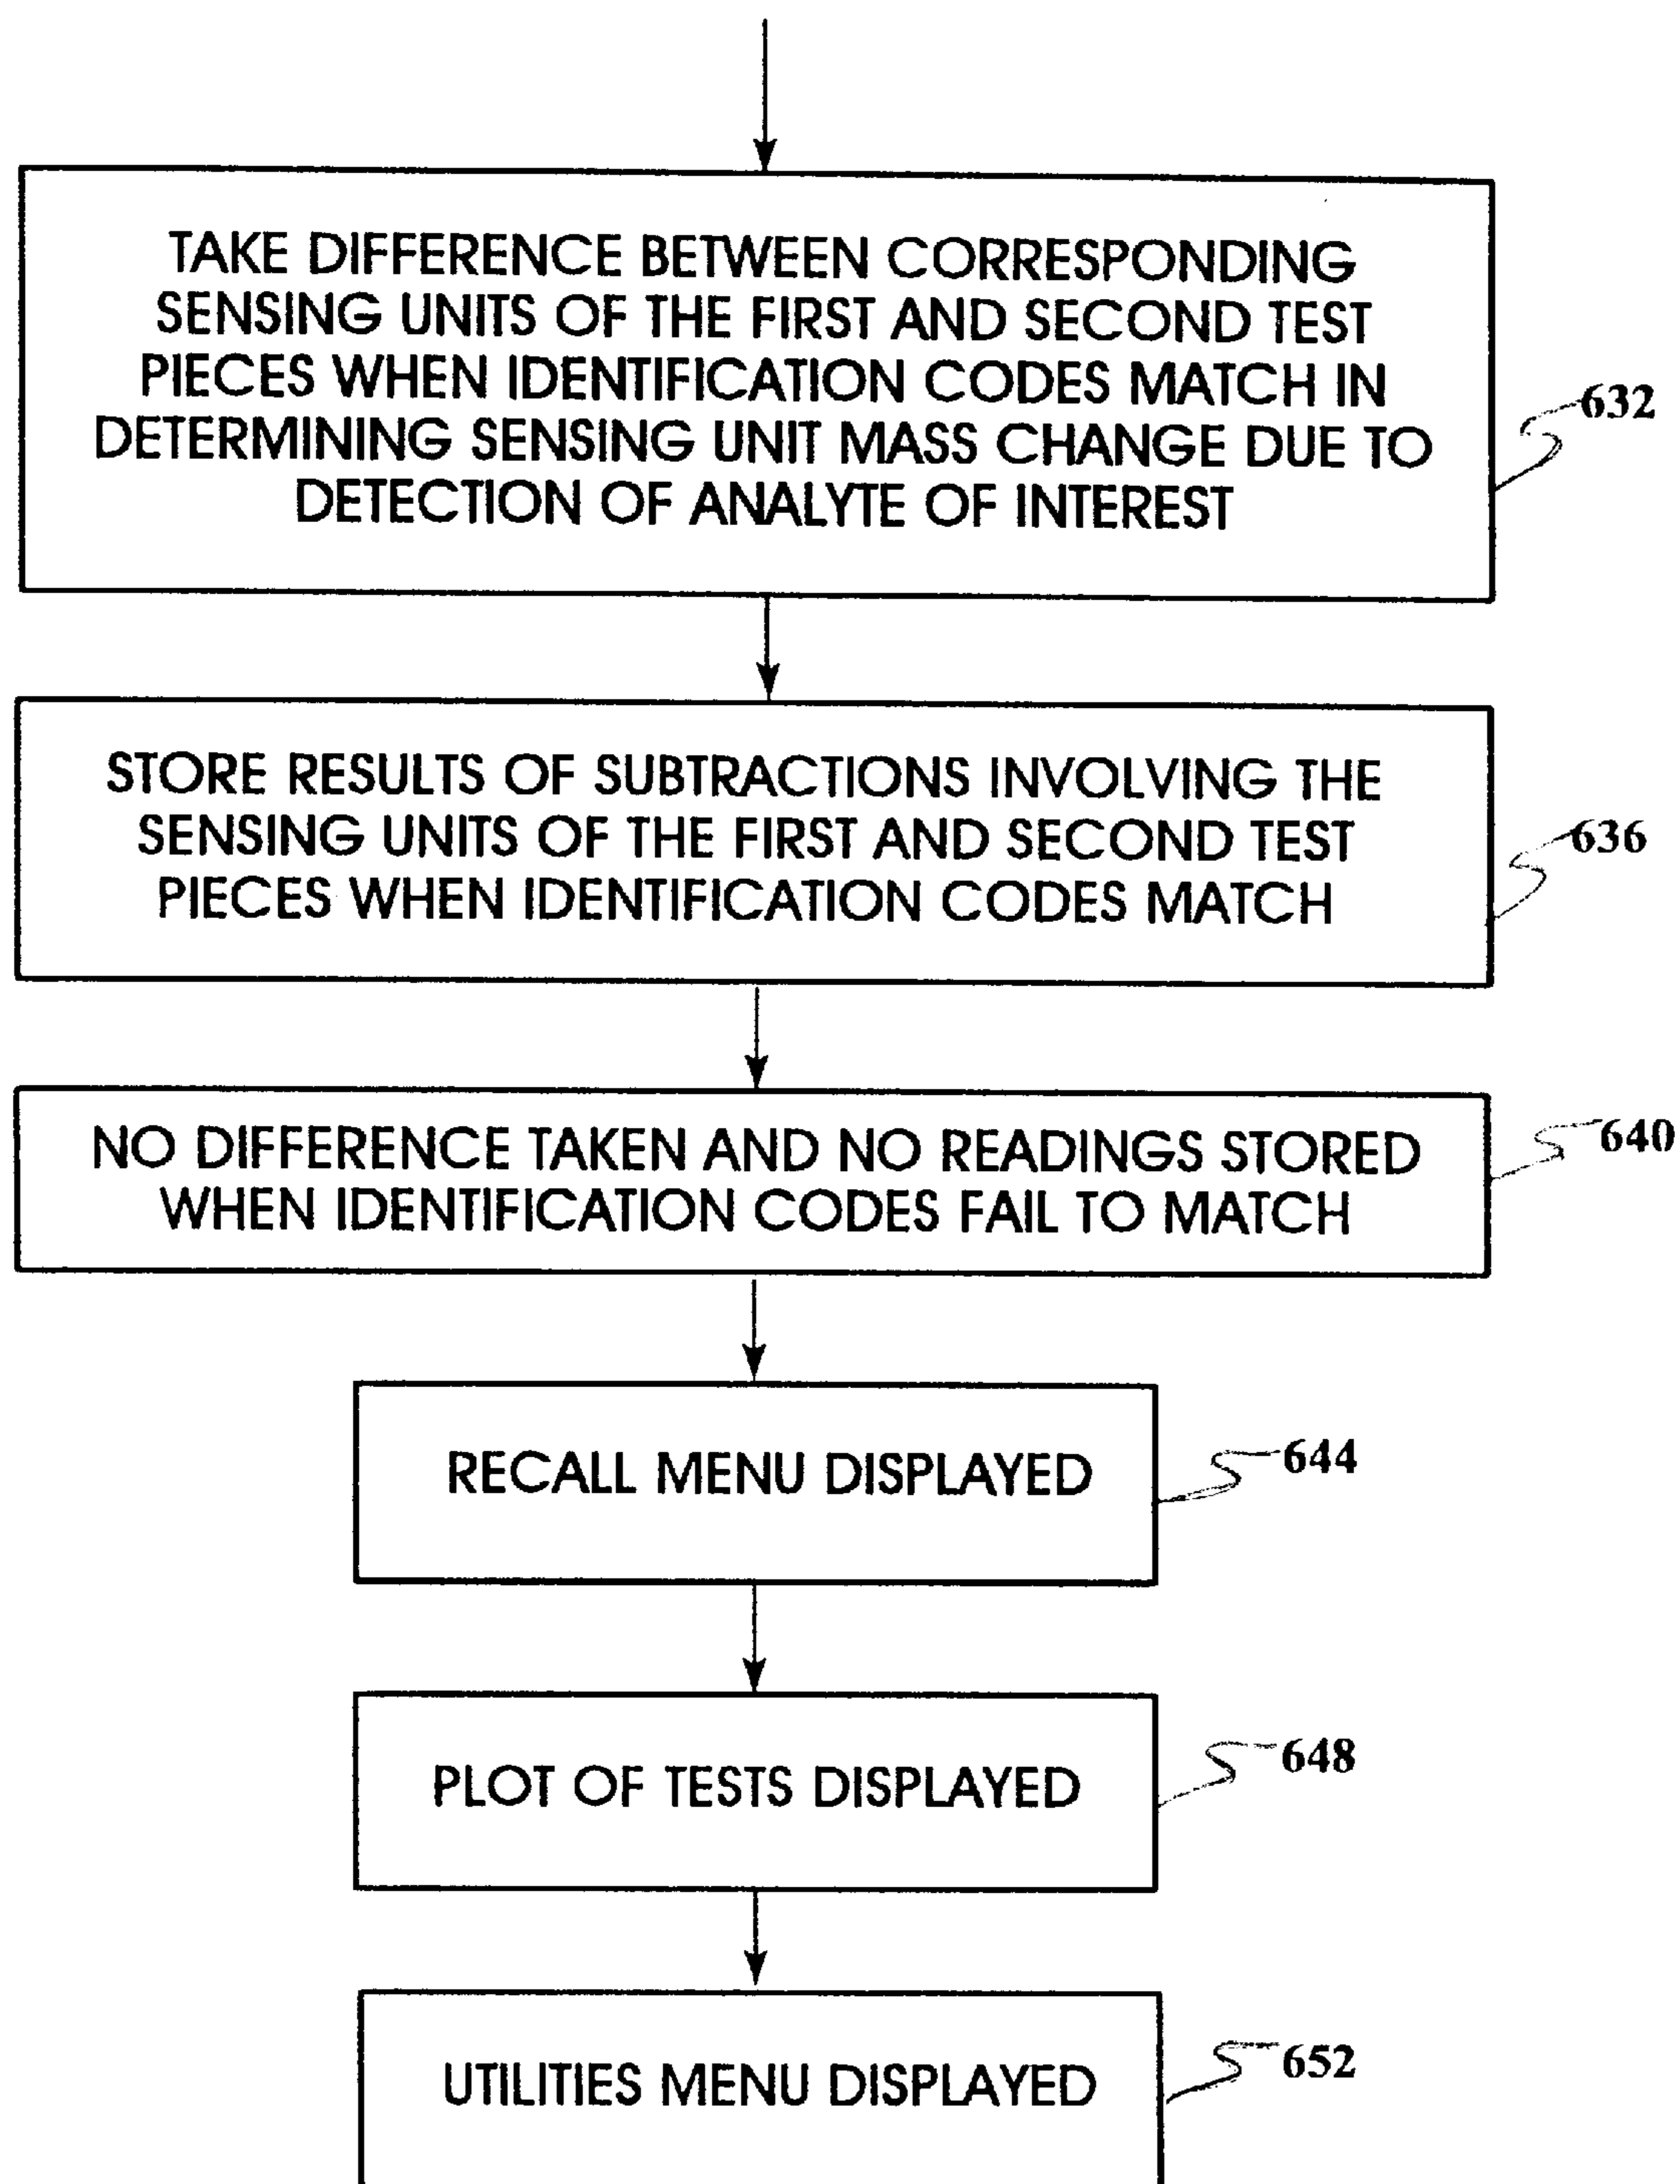 TAKE DIFFERENCE BETWEEN CORRESPONDING
SENSING UNITS OF THE FIRST AND SECOND TEST
PIECES WHEN IDENTIFICATION CODES MATCH IN
DETERMINING SENSING UNIT MASS CHANGE DUE TO
DETECTION OF ANALYTE OF INTEREST
632
STORE RESULTS OF SUBTRACTIONS INVOLVING THE
SENSING UNITS OF THE FIRST AND SECOND TEST
PIECES WHEN IDENTIFICATION CODES MATCH
636
NO DIFFERENCE TAKEN AND NO READINGS STORED
WHEN IDENTIFICATION CODES FAIL TO MATCH
640
RECALL MENU DISPLAYED
644
PLOT OF TESTS DISPLAYED
648
UTILITIES MENU DISPLAYED
652